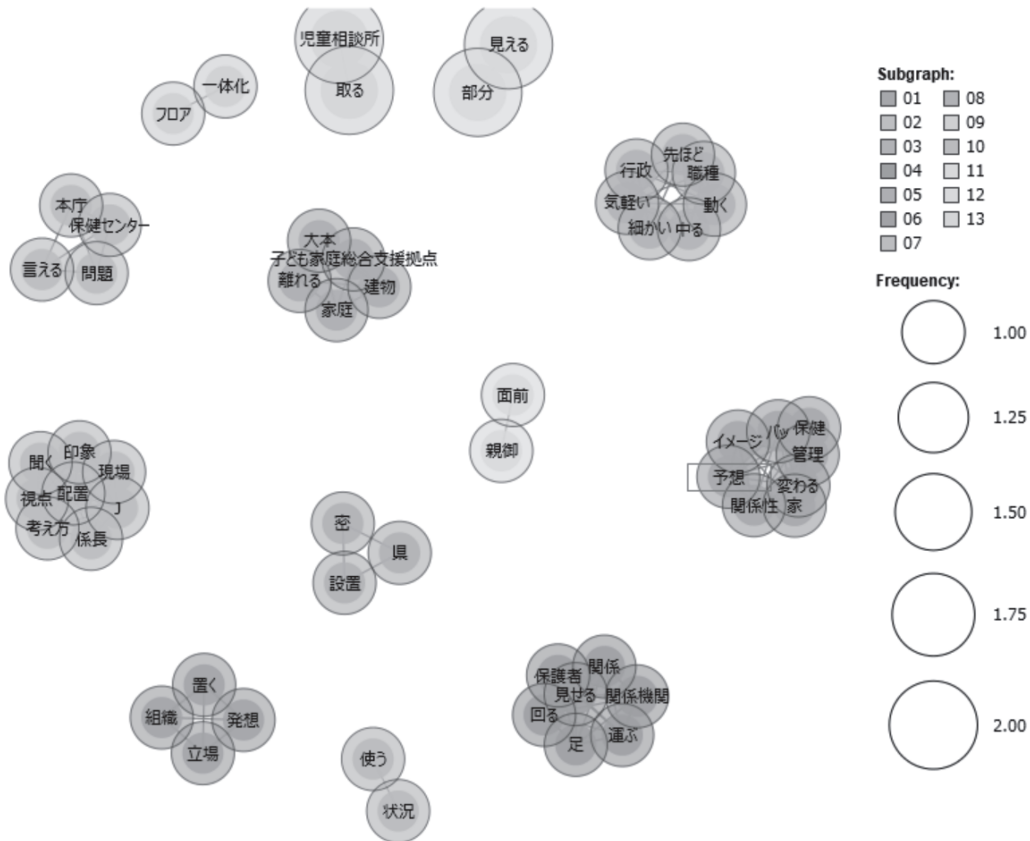 児童相談所
取る
見える
部分
一体化
フロア
先ほど
行政
職種
気軽い
動く
細かい
中る
本庁
保健センター
言える
問題
大本
子ども家庭総合支援拠点
離れる
建物
家庭
面前
親御
イメージ
バッ
保健
管理
予想
変わる
関係性
家
印象
聞く
現場
配置
視点
J
考え方
係長
密
県
設置
関係
保護者
見せる
関係機関
回る
運ぶ
足
置く
組織
発想
立場
使う
状況
Subgraph:
01 08
02 09
03 10
04 11
05 12
06 13
07
Frequency:
1.00
1.25
1.50
1.75
2.00